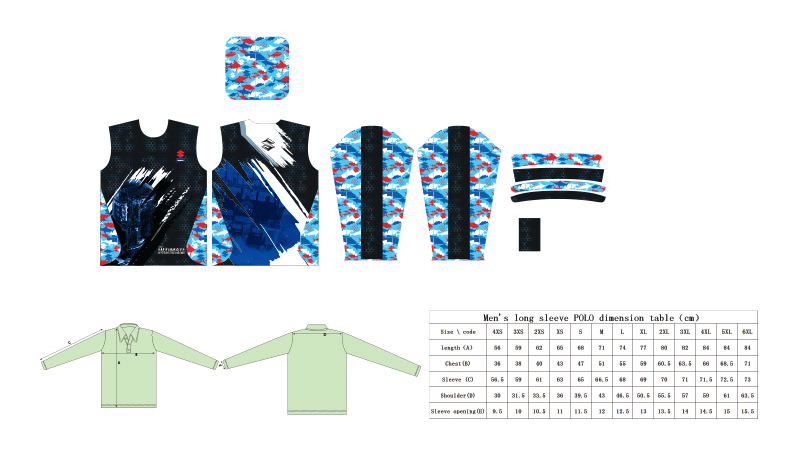 Men's long sleeve POLO dimension table (cm)
Size \ code 4XS 3XS 2XS XS S M L XL 2XL 3XL 4XL 5XL 6XL
length (A) 56 59 62 65 68 71 74 77 80 82 84 84 84
Chest(B) 36 38 40 43 47 51 55 59 60.5 63.5 66 68.5 71
Sleeve (C) 56.5 59 61 63 65 66.5 68 69 70 71 71.5 72.5 73
Shoulder(D) 30 31.5 33.5 36 39.5 43 46.5 50.5 55.5 57 59 61 63.5
Sleeve opening(H) 9.5 10 10.5 11 11.5 12 12.5 13 13.5 14 14.5 15 15.5